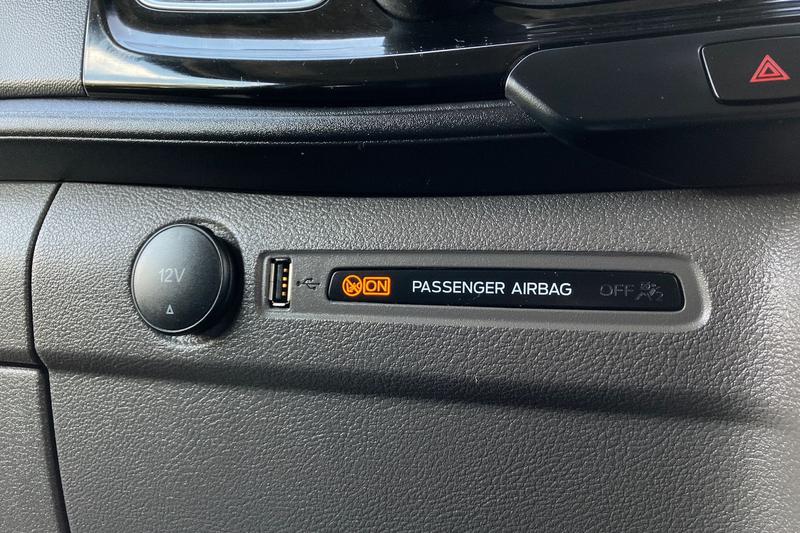 12V
ON PASSENGER AIRBAG OFF